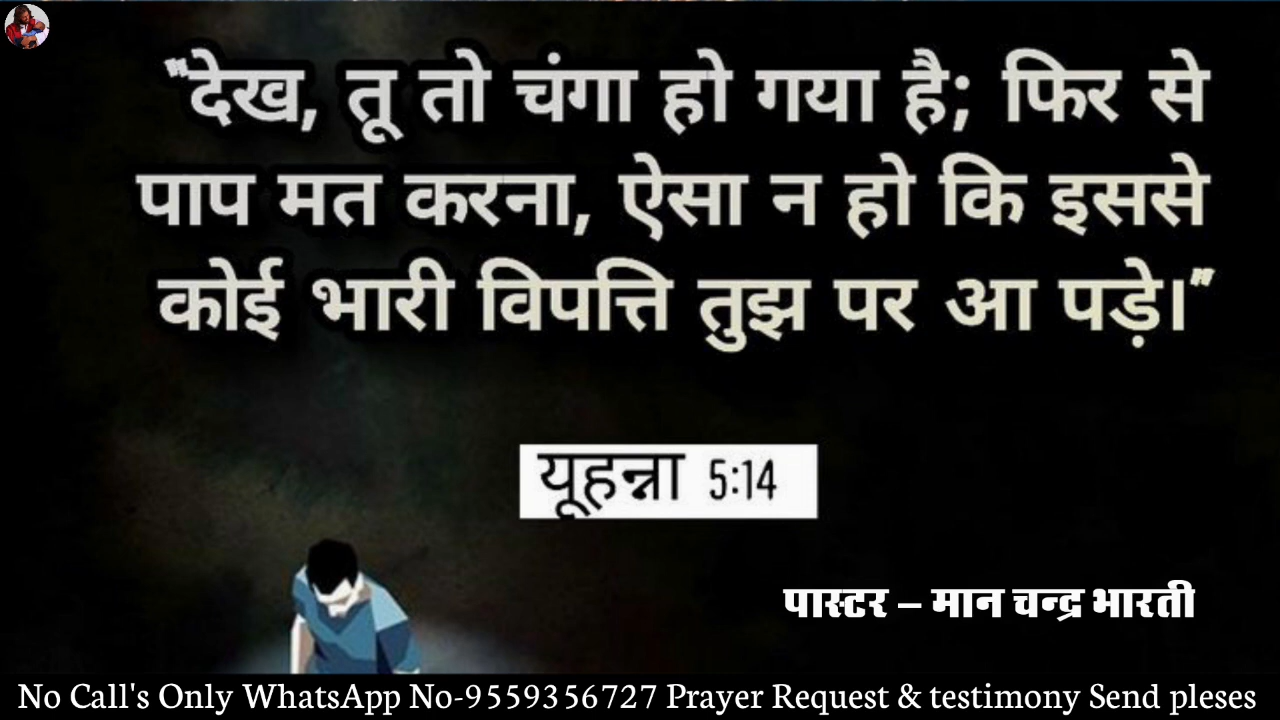 "देख, तू तो चंगा हो गया है; फिर से
पाप मत करना, ऐसा न हो कि इससे
कोई भारी विपत्ति तुझ पर आ पड़े।"
यूहन्ना 5:14
पास्टर – मान चन्द्र भारती
No Call's Only WhatsApp No-9559356727 Prayer Request & testimony Send pleses